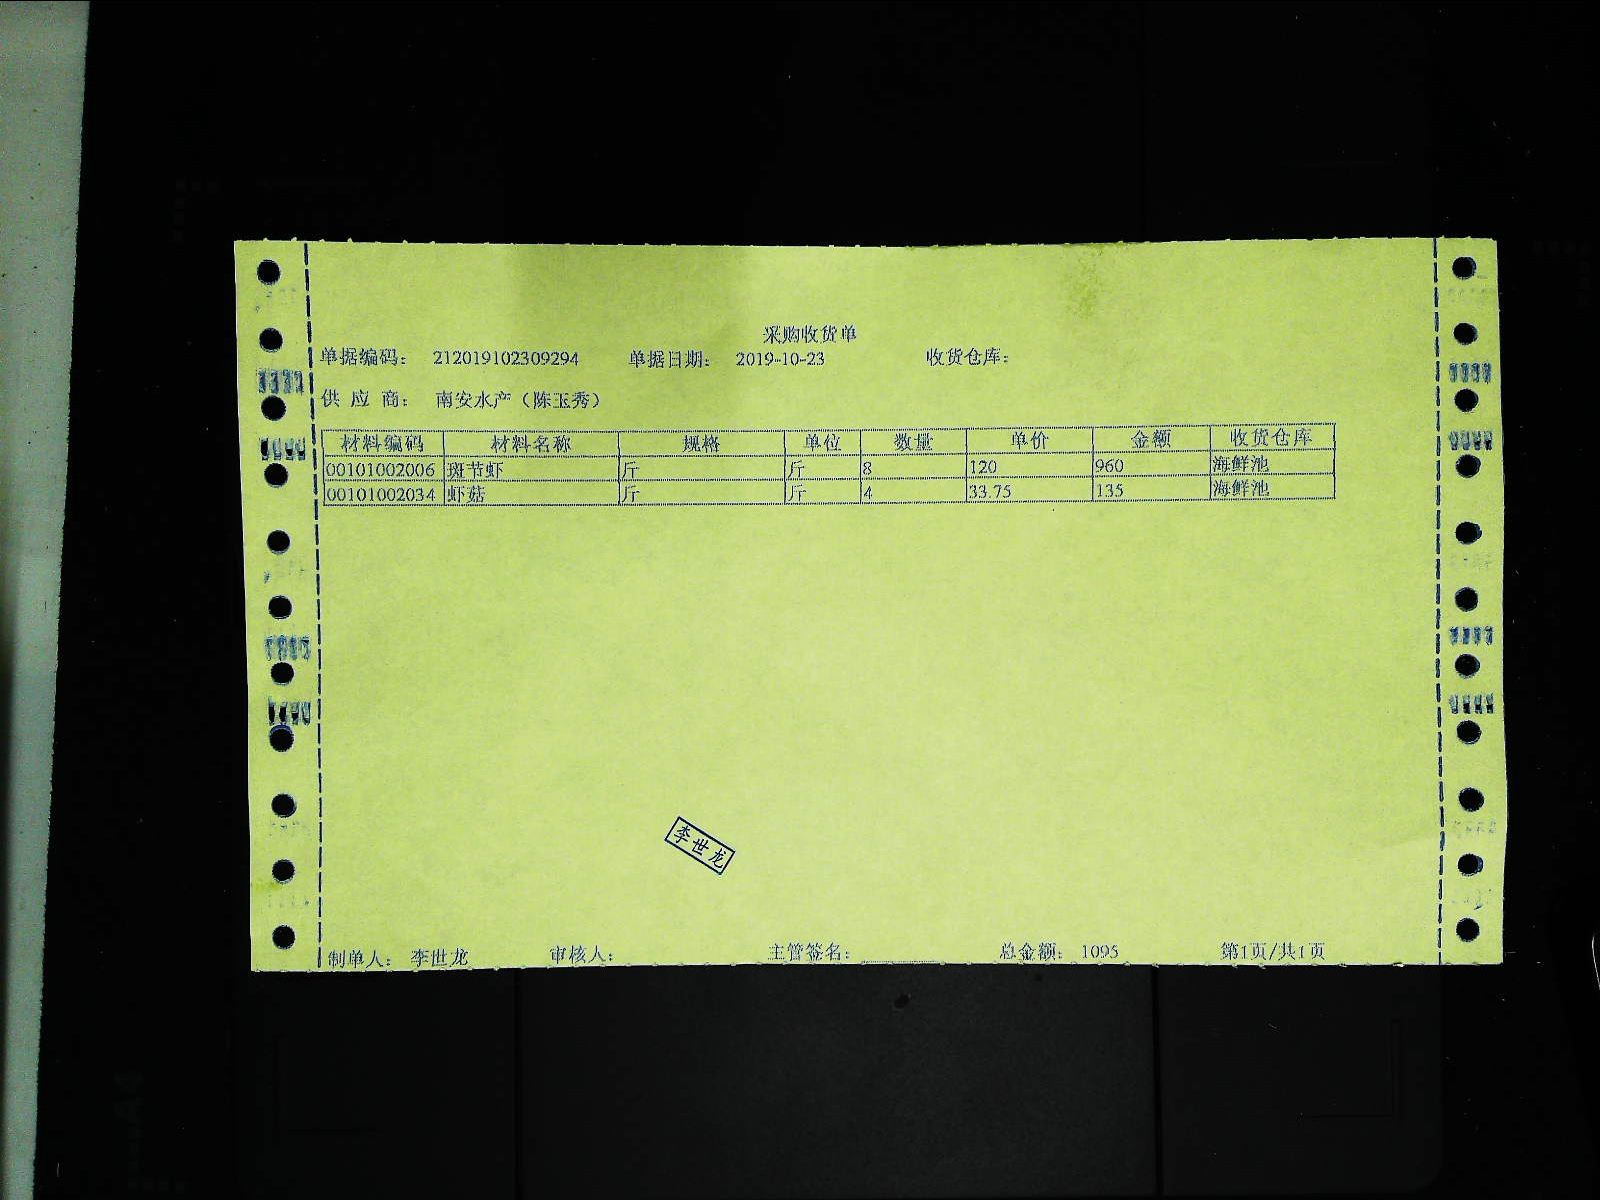 采购收货单
单据编码： 212019102309294 单据日期： 2019-10-23 收货仓库：
供 应 商： 南安水产（陈玉秀）
材料编码 材料名称 规格 单位 数量 单价 金额 收货仓库
00101002006 斑节虾 斤 斤 8 120 960 海鲜池
00101002034 虾菇 斤 斤 4 33.75 135 海鲜池
李世龙
制单人： 李世龙 审核人： 主管签名： 总金额： 1095 第1页/共1页